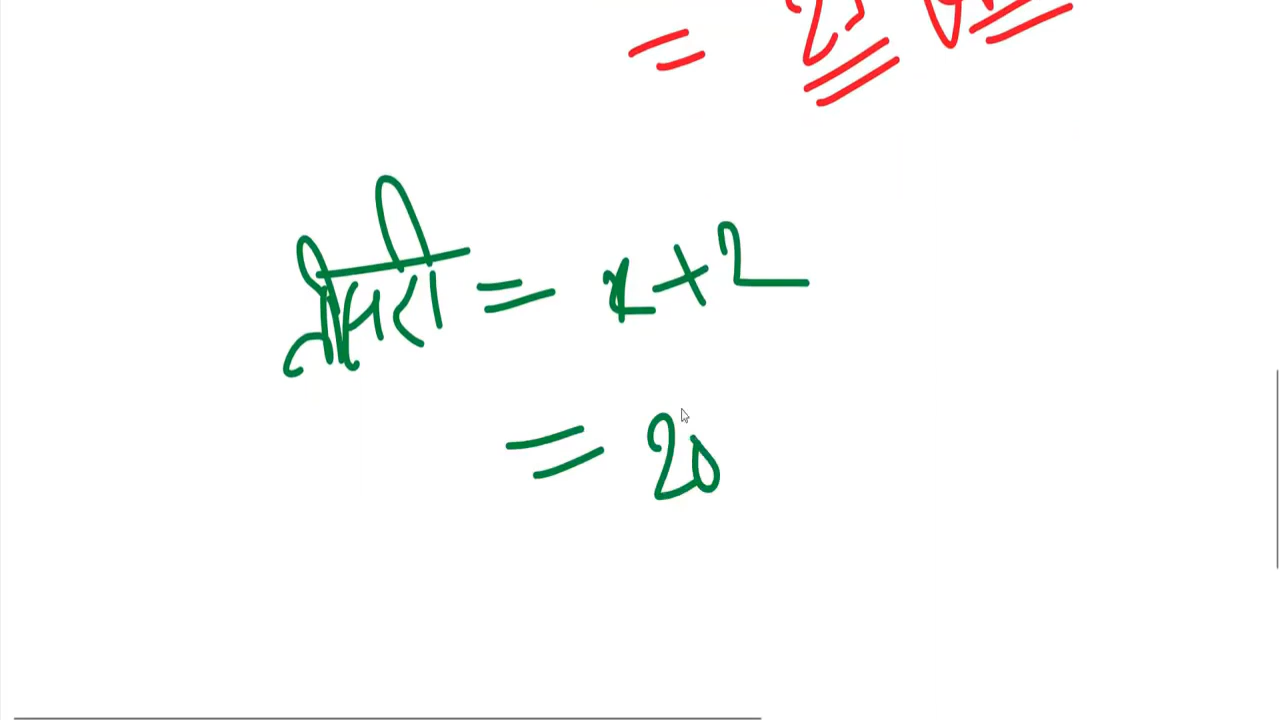 =
तीसरी = x + 2
= 20